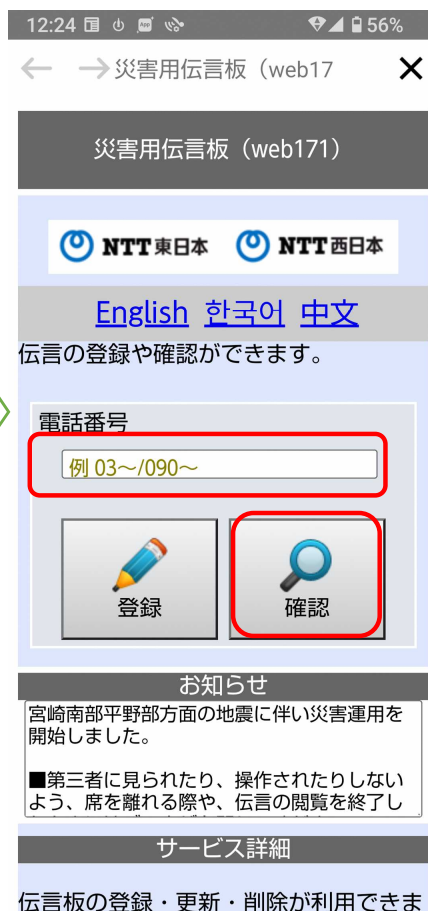 12:24 56%
災害用伝言板（web17
災害用伝言板（web171）
NTT東日本 NTT西日本
English 한국어 中文
伝言の登録や確認ができます。
電話番号
例 03～/090～
登録 確認
お知らせ
宮崎南部平野部方面の地震に伴い災害運用を
開始しました。
■第三者に見られたり、操作されたりしない
よう、席を離れる際や、伝言の閲覧を終了し
サービス詳細
伝言板の登録・更新・削除が利用できま